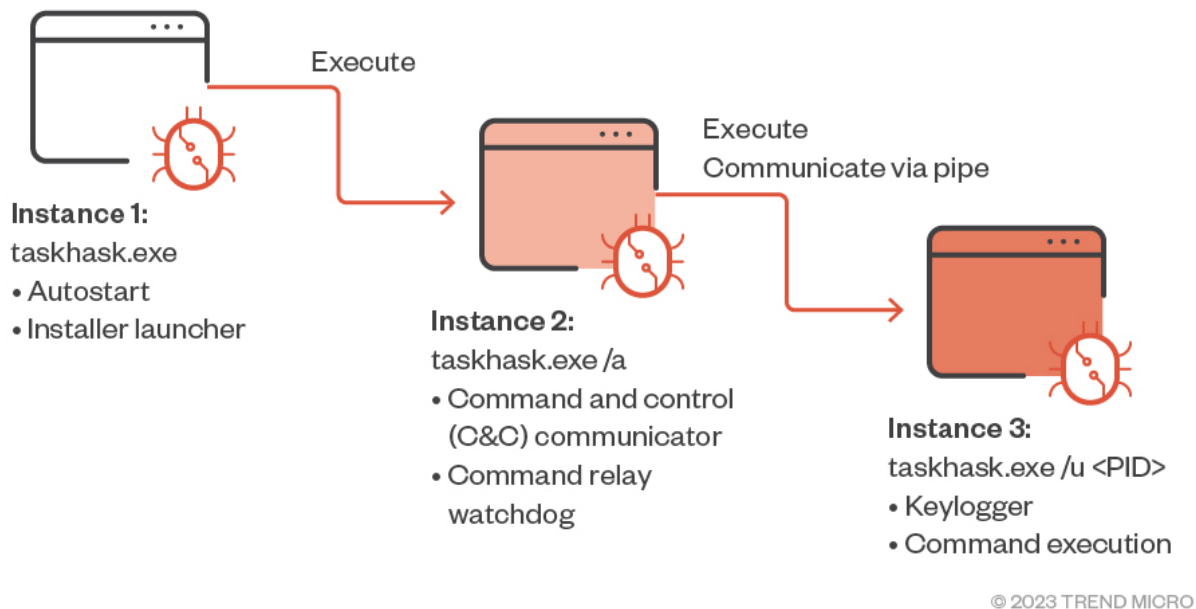 Execute
Instance 1:
taskhask.exe
• Autostart
• Installer launcher
Execute
Communicate via pipe
Instance 2:
taskhask.exe /a
• Command and control
(C&C) communicator
• Command relay
watchdog
Instance 3:
taskhask.exe /u <PID>
• Keylogger
• Command execution
© 2023 TREND MICRO